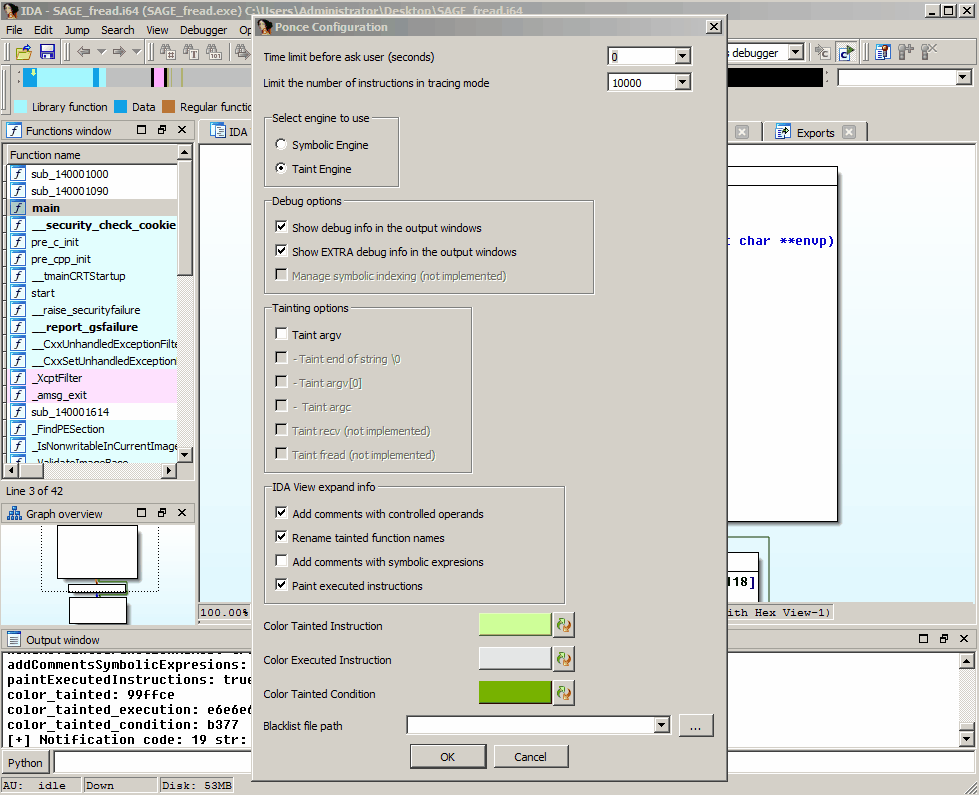 IDA - SAGE_fread.i64 (SAGE_fread.exe) C:\Users\Administrator\Desktop\SAGE_fread.i64
File Edit Jump Search View Debugger
s debugger
Library function Data Regular functio
Functions window
Function name
sub_140001000
sub_140001090
main
__security_check_cookie
pre_c_init
pre_cpp_init
__tmainCRTStartup
start
__raise_securityfailure
__report_gsfailure
__CxxUnhandledExceptionFilte
__CxxSetUnhandledException
_XcptFilter
_amsg_exit
sub_140001614
_FindPESection
_IsNonwritableInCurrentImage
_ValidateImageBase
Line 3 of 42
Graph overview
IDA
Exports
t char **envp)
118]
100.00%
ith Hex View-1)
Ponce Configuration
Time limit before ask user (seconds)
0
Limit the number of instructions in tracing mode
10000
Select engine to use
Symbolic Engine
Taint Engine
Debug options
Show debug info in the output windows
Show EXTRA debug info in the output windows
Manage symbolic indexing (not implemented)
Tainting options
Taint argv
- Taint end of string \0
- Taint argv[0]
- Taint argc
Taint recv (not implemented)
Taint fread (not implemented)
IDA View expand info
Add comments with controlled operands
Rename tainted function names
Add comments with symbolic expresions
Paint executed instructions
Color Tainted Instruction
Color Executed Instruction
Color Tainted Condition
Blacklist file path
...
OK Cancel
Output window
addCommentsSymbolicExpresions:
paintExecutedInstructions: true
color_tainted: 99ffce
color_tainted_execution: e6e6e6
color_tainted_condition: b377
[+] Notification code: 19 str:
Python
AU: idle Down Disk: 53MB